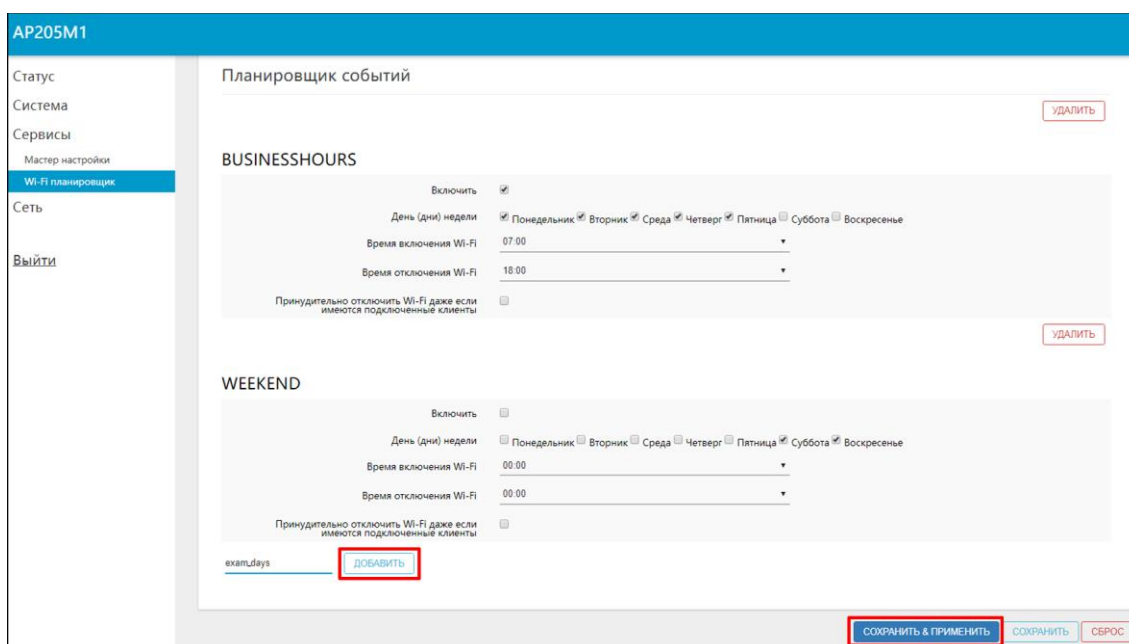 AP205M1
Статус
Система
Сервисы
Мастер настройки
Wi-Fi планировщик
Сеть
Выйти
Планировщик событий
УДАЛИТЬ
BUSINESSHOURS
Включить
День (дни) недели Понедельник Вторник Среда Четверг Пятница Суббота Воскресенье
Время включения Wi-Fi 07:00
Время отключения Wi-Fi 18:00
Принудительно отключить Wi-Fi даже если
имеются подключенные клиенты
УДАЛИТЬ
WEEKEND
Включить
День (дни) недели Понедельник Вторник Среда Четверг Пятница Суббота Воскресенье
Время включения Wi-Fi 00:00
Время отключения Wi-Fi 00:00
Принудительно отключить Wi-Fi даже если
имеются подключенные клиенты
exam_days ДОБАВИТЬ
СОХРАНИТЬ & ПРИМЕНИТЬ СОХРАНИТЬ СБРОС